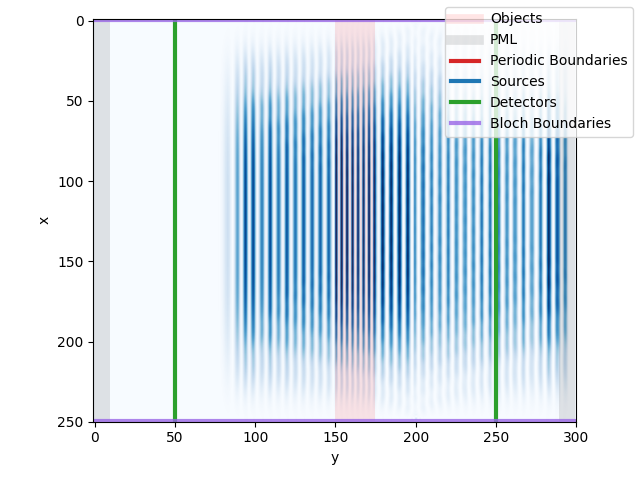 Objects
PML
Periodic Boundaries
Sources
Detectors
Bloch Boundaries
0
50
100
150
200
250
x
0
50
100
150
200
250
300
y